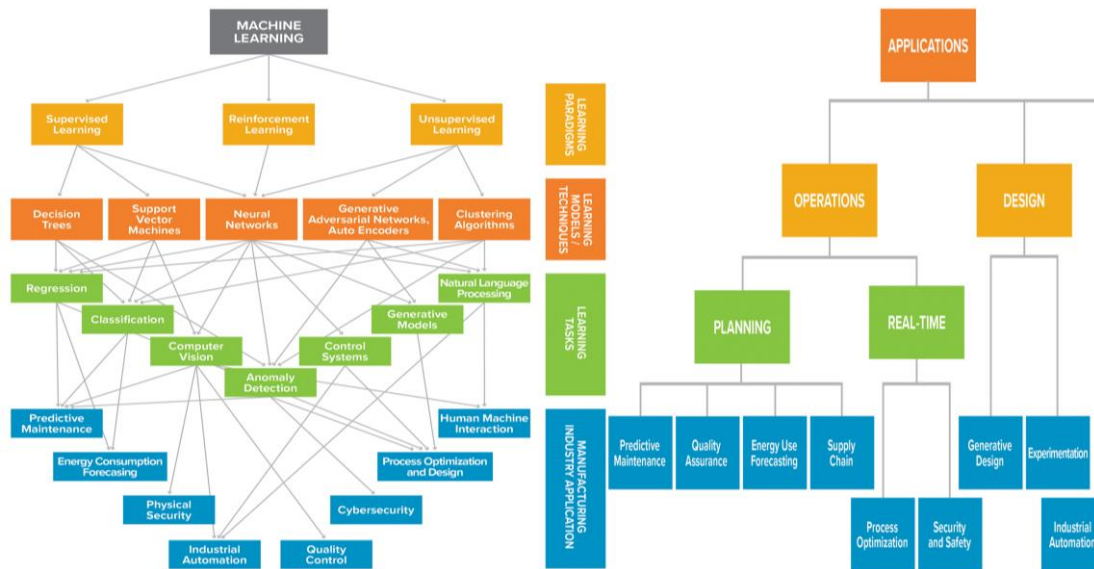 MACHINE
LEARNING
Supervised
Learning
Reinforcement
Learning
Unsupervised
Learning
Decision
Trees
Support
Vector
Machines
Neural
Networks
Generative
Adversarial Networks,
Auto Encoders
Clustering
Algorithms
Regression
Natural Language
Processing
Classification
Generative
Models
Computer
Vision
Control
Systems
Anomaly
Detection
Predictive
Maintenance
Human Machine
Interaction
Energy Consumption
Forecasing
Process Optimization
and Design
Physical
Security
Cybersecurity
Industrial
Automation
Quality
Control
LEARNING
PARADIGMS
LEARNING
MODELS /
TECHNIQUES
LEARNING
TASKS
MANUFACTURING
INDUSTRY APPLICATION
APPLICATIONS
OPERATIONS
DESIGN
PLANNING
REAL-TIME
Predictive
Maintenance
Quality
Assurance
Energy Use
Forecasting
Supply
Chain
Generative
Design
Experimentation
Process
Optimization
Security
and Safety
Industrial
Automation